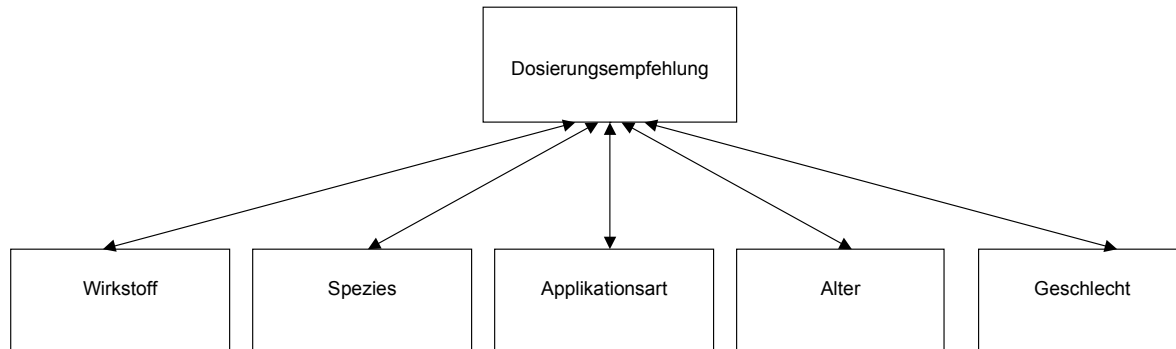 Dosierungsempfehlung
Wirkstoff
Spezies
Applikationsart
Alter
Geschlecht